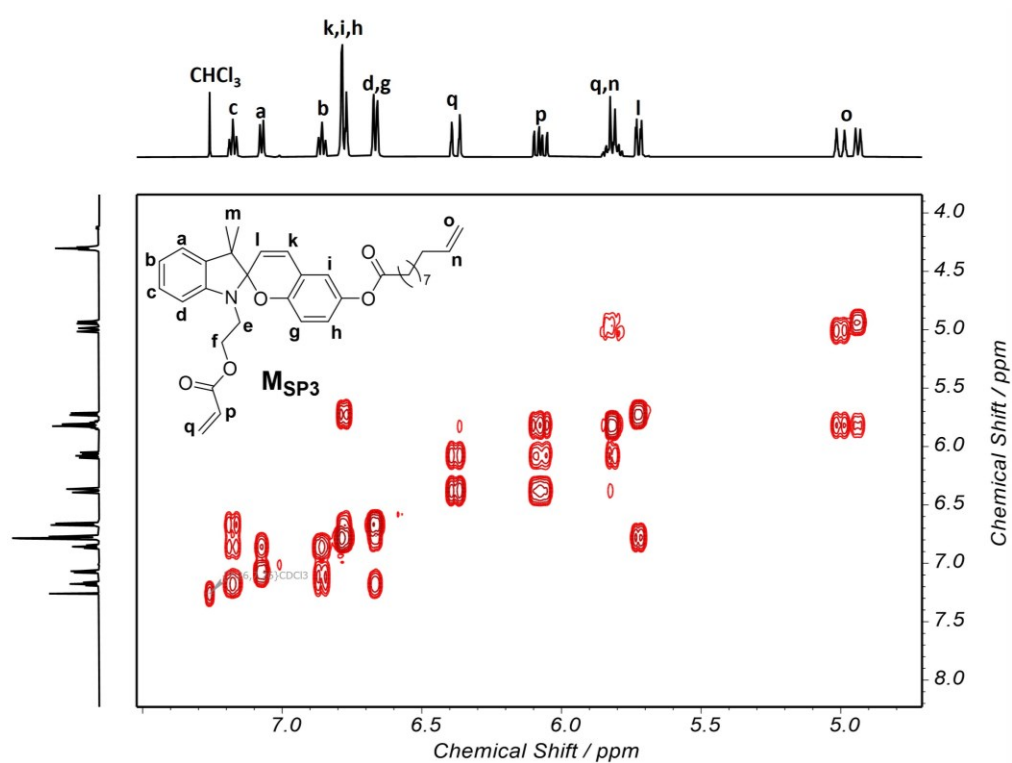 k,i,h
CHCl3
c
a
b
d,g
q
p
q,n
l
o
4.0
4.5
5.0
5.5
6.0
6.5
7.0
7.5
8.0
Chemical Shift / ppm
m
a
b
c
d
l
k
i
g
h
e
f
N
O
O
O
7
o
n
O
O
p
q
MSP3
}CDCl3
7.0
6.5
6.0
5.5
5.0
Chemical Shift / ppm